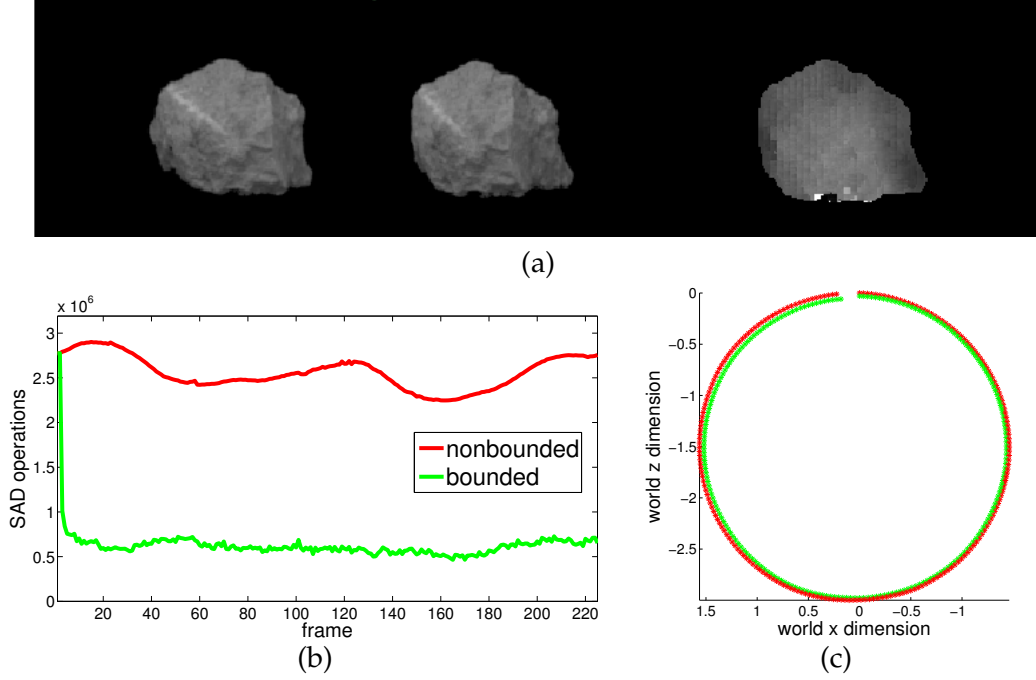 (a)
x 10^6
3
2.5
2
1.5
1
0.5
0
SAD operations
nonbounded
bounded
0 20 40 60 80 100 120 140 160 180 200 220
frame
(b)
0
−0.5
−1
−1.5
−2
−2.5
world z dimension
1.5 1 0.5 0 −0.5 −1
world x dimension
(c)